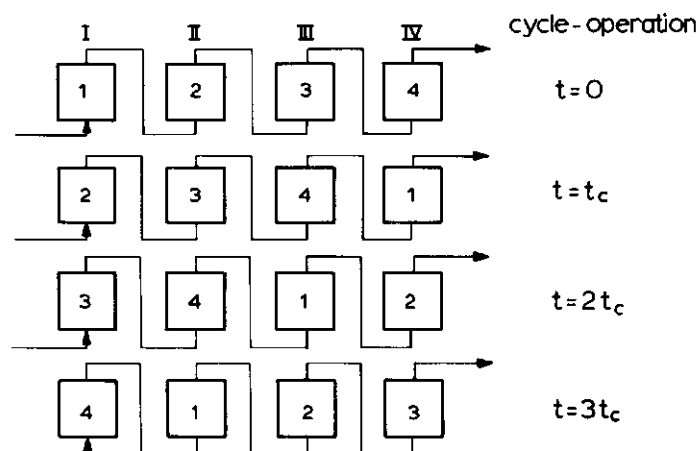 I II III IV cycle-operation
1 2 3 4 t=0
2 3 4 1 t=t_c
3 4 1 2 t=2t_c
4 1 2 3 t=3t_c